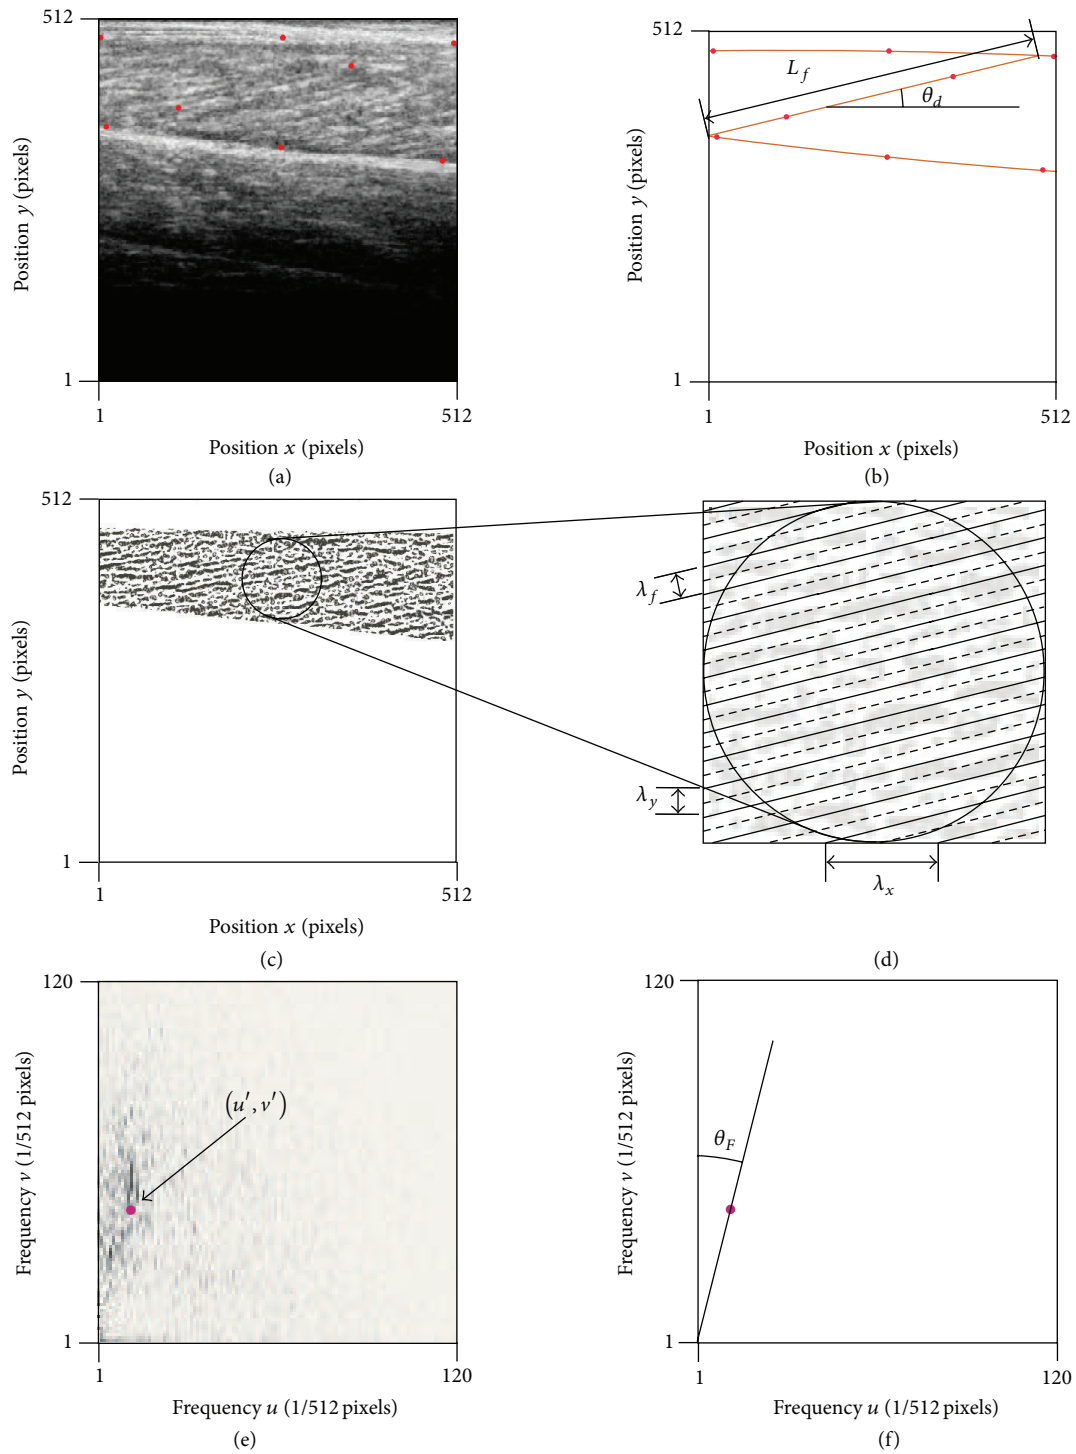 512
Position y (pixels)
1
1
512
Position x (pixels)
(a)
512
L_f
θ_d
Position y (pixels)
1
1
512
Position x (pixels)
(b)
512
Position y (pixels)
1
1
512
Position x (pixels)
(c)
λ_f
λ_y
λ_x
(d)
120
(u′, v′)
Frequency v (1/512 pixels)
1
1
120
Frequency u (1/512 pixels)
(e)
120
θ_F
Frequency v (1/512 pixels)
1
1
120
Frequency u (1/512 pixels)
(f)